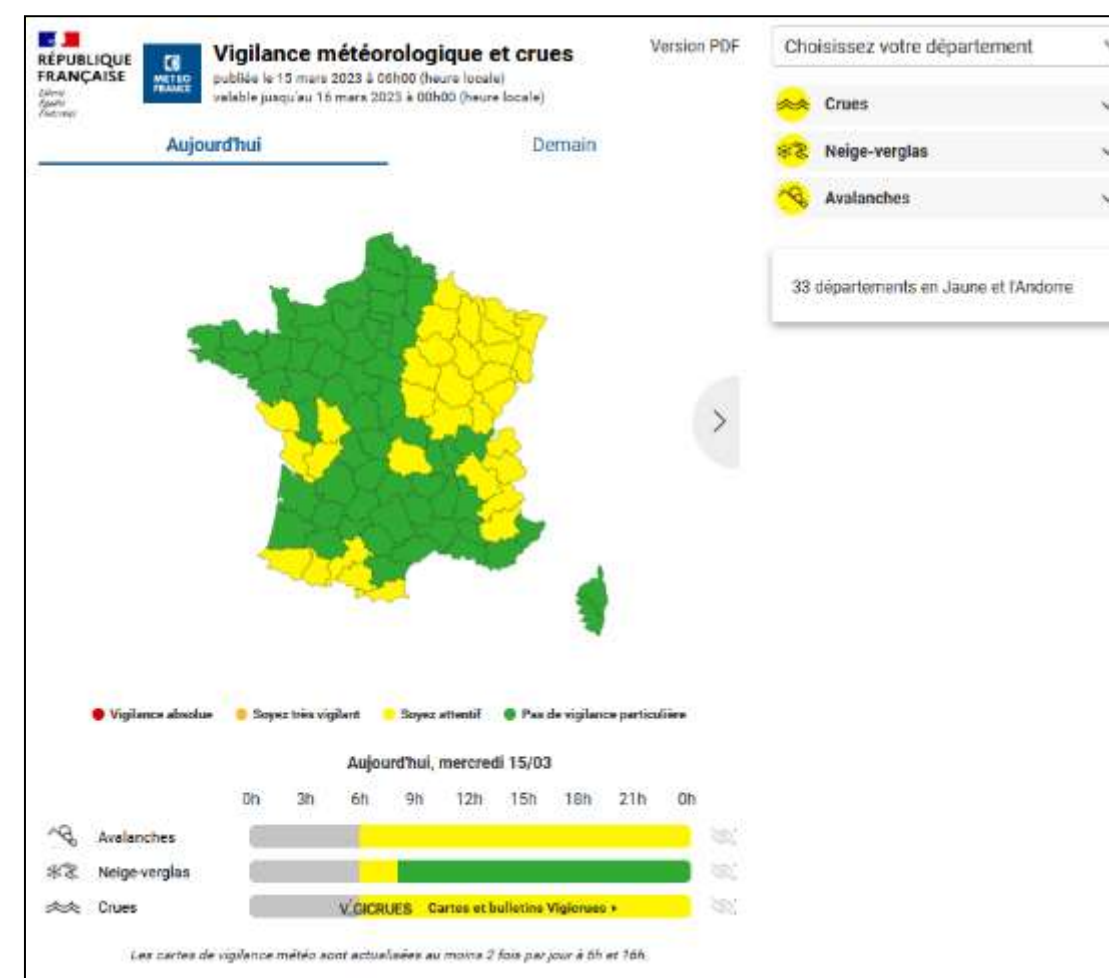 RÉPUBLIQUE
FRANÇAISE
Liberté
Égalité
Fraternité
METEO
FRANCE
Vigilance météorologique et crues
publiée le 15 mars 2023 à 06h00 (heure locale)
valable jusqu'au 16 mars 2023 à 00h00 (heure locale)
Version PDF
Aujourd'hui Demain
Choisissez votre département
Crues
Neige-verglas
Avalanches
33 départements en Jaune et l'Andorre
Vigilance absolue Soyez très vigilant Soyez attentif Pas de vigilance particulière
Aujourd'hui, mercredi 15/03
0h 3h 6h 9h 12h 15h 18h 21h 0h
Avalanches
Neige-verglas
Crues VIGICRUES Cartes et bulletins Vigicrues
Les cartes de vigilance météo sont actualisées au moins 2 fois par jour à 6h et 16h.